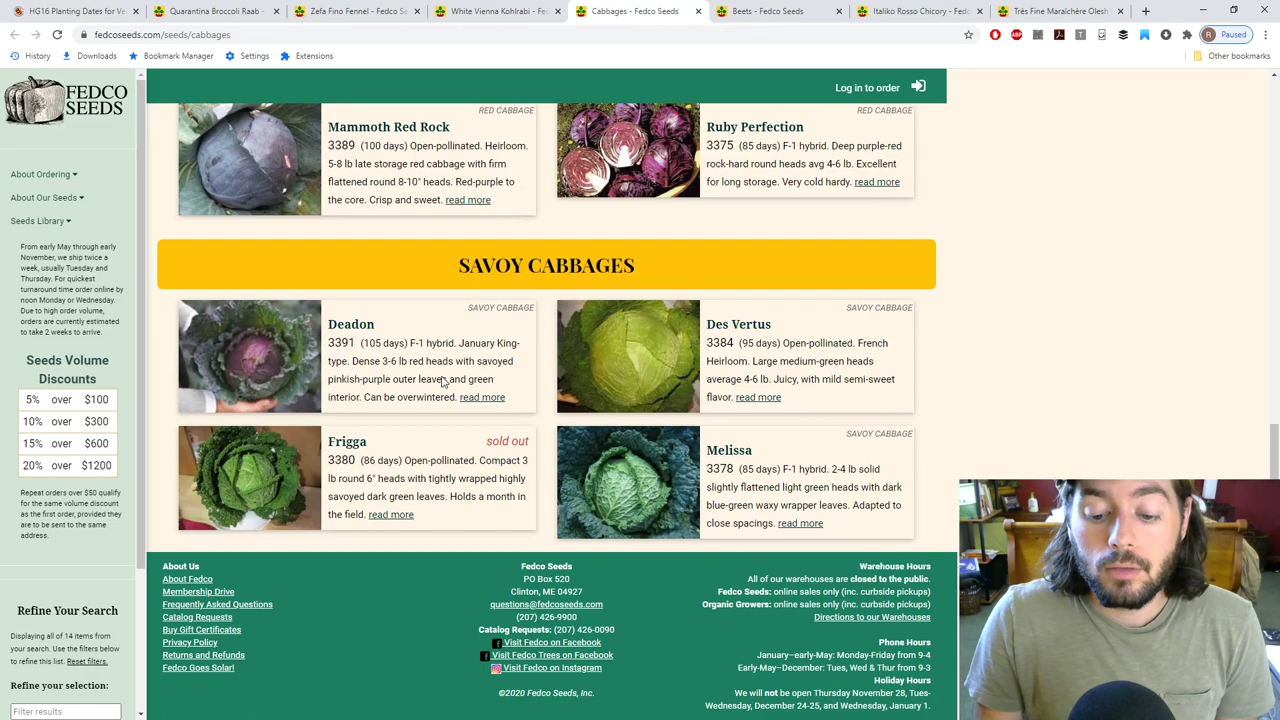 HG16 Planting Dates for Ve
Quarantino Broccoli Raab -
Zefa Fino Fennel - Fedco Se
White Vienna Kohlrabi - Fe
Cabbages - Fedco Seeds
Beets - Fedco Seeds
Italiko Rosso Chicory
Très Fine Maraîchère Olesh
fedcoseeds.com/seeds/cabbages
Paused
History
Downloads
Bookmark Manager
Settings
Extensions
Other bookmarks
FEDCO
SEEDS
About Ordering
About Our Seeds
Seeds Library
From early May through early
November, we ship twice a
week, usually Tuesday and
Thursday. For quickest
turnaround time order online by
noon Monday or Wednesday.
Due to high order volume,
orders are currently estimated
to take 2 weeks to arrive.
Seeds Volume
Discounts
5% over $100
10% over $300
15% over $600
20% over $1200
Repeat orders over $50 qualify
for the same volume discount
as the first order, provided they
are to be sent to the same
address.
Refine Your Search
Displaying all of 14 items from
your search. Use the filters below
to refine this list. Reset filters.
Refine your selection:
Filter results
Log in to order
RED CABBAGE
Mammoth Red Rock
3389 (100 days) Open-pollinated. Heirloom.
5-8 lb late storage red cabbage with firm
flattened round 8-10" heads. Red-purple to
the core. Crisp and sweet. read more
RED CABBAGE
Ruby Perfection
3375 (85 days) F-1 hybrid. Deep purple-red
rock-hard round heads avg 4-6 lb. Excellent
for long storage. Very cold hardy. read more
SAVOY CABBAGES
SAVOY CABBAGE
Deadon
3391 (105 days) F-1 hybrid. January King-
type. Dense 3-6 lb red heads with savoyed
pinkish-purple outer leaves and green
interior. Can be overwintered. read more
SAVOY CABBAGE
Des Vertus
3384 (95 days) Open-pollinated. French
Heirloom. Large medium-green heads
average 4-6 lb. Juicy, with mild semi-sweet
flavor. read more
Frigga sold out
3380 (86 days) Open-pollinated. Compact 3
lb round 6" heads with tightly wrapped highly
savoyed dark green leaves. Holds a month in
the field. read more
SAVOY CABBAGE
Melissa
3378 (85 days) F-1 hybrid. 2-4 lb solid
slightly flattened light green heads with dark
blue-green waxy wrapper leaves. Adapted to
close spacings. read more
About Us
About Fedco
Membership Drive
Frequently Asked Questions
Catalog Requests
Buy Gift Certificates
Privacy Policy
Returns and Refunds
Fedco Goes Solar!
Fedco Seeds
PO Box 520
Clinton, ME 04927
questions@fedcoseeds.com
(207) 426-9900
Catalog Requests: (207) 426-0090
Visit Fedco on Facebook
Visit Fedco Trees on Facebook
Visit Fedco on Instagram
©2020 Fedco Seeds, Inc.
Warehouse Hours
All of our warehouses are closed to the public.
Fedco Seeds: online sales only (inc. curbside pickups)
Organic Growers: online sales only (inc. curbside pickups)
Directions to our Warehouses
Phone Hours
January–early-May: Monday-Friday from 9-4
Early-May–December: Tues, Wed & Thur from 9-3
Holiday Hours
We will not be open Thursday November 28, Tues-
Wednesday, December 24-25, and Wednesday, January 1.